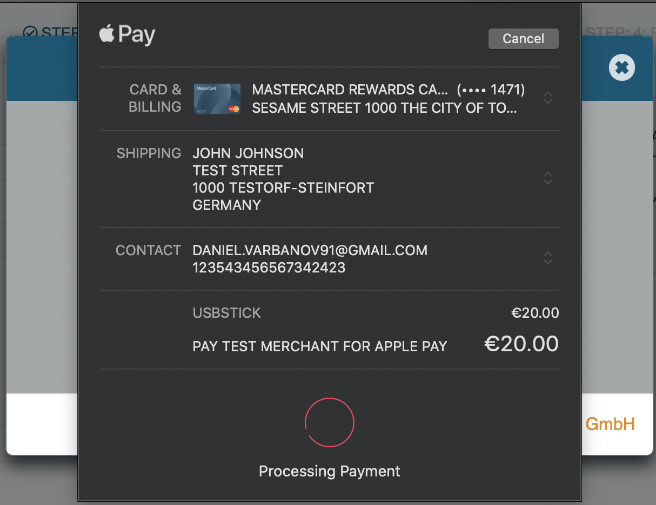 STEP
STEP: 4:
Pay
Cancel
CARD &
BILLING
MasterCard
MASTERCARD REWARDS CA... (•••• 1471)
SESAME STREET 1000 THE CITY OF TO...
SHIPPING
JOHN JOHNSON
TEST STREET
1000 TESTORF-STEINFORT
GERMANY
CONTACT
DANIEL.VARBANOV91@GMAIL.COM
123543456567342423
USBSTICK €20.00
PAY TEST MERCHANT FOR APPLE PAY €20.00
GmbH
Processing Payment